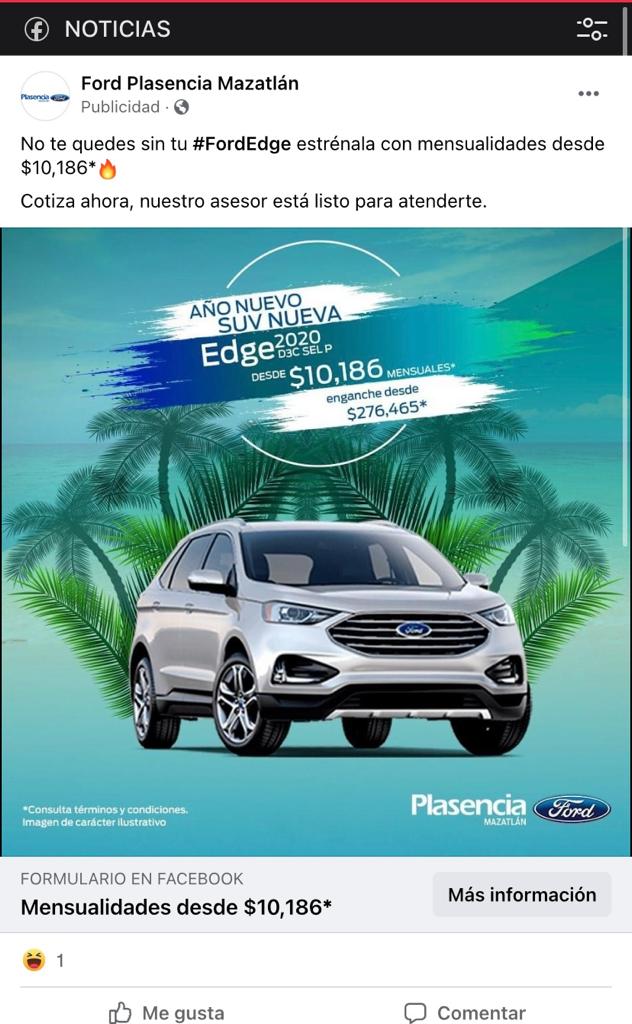 NOTICIAS
Ford Plasencia Mazatlán
Publicidad ·
No te quedes sin tu #FordEdge estrénala con mensualidades desde
$10,186*🔥
Cotiza ahora, nuestro asesor está listo para atenderte.
AÑO NUEVO
SUV NUEVA
Edge 2020
D3C SEL P
DESDE $10,186 MENSUALES*
enganche desde
$276,465*
Ford
*Consulta términos y condiciones.
Imagen de carácter ilustrativo
Plasencia Ford
MAZATLÁN
FORMULARIO EN FACEBOOK
Mensualidades desde $10,186*
Más información
😆 1
Me gusta
Comentar